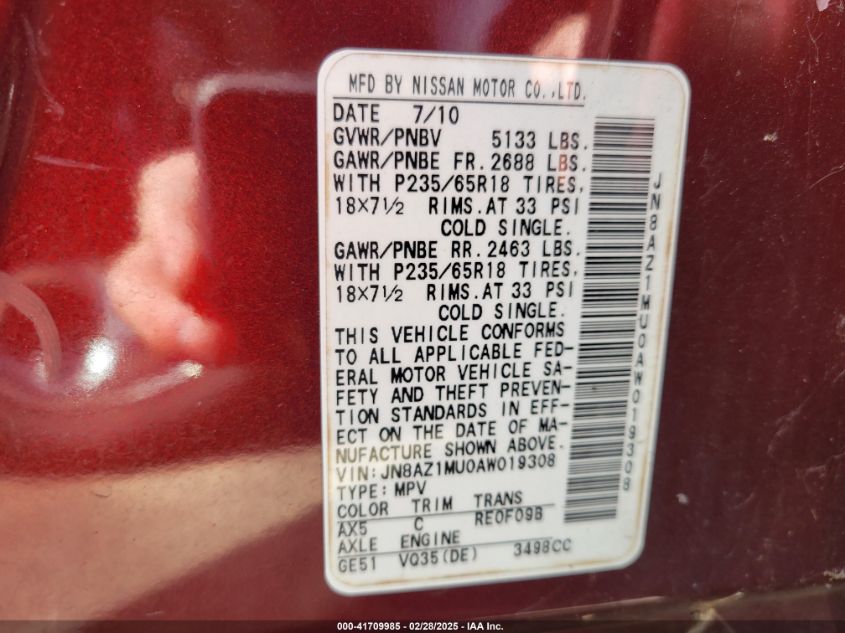 MFD BY NISSAN MOTOR CO.,LTD.
DATE 7/10
GVWR/PNBV 5133 LBS.
GAWR/PNBE FR. 2688 LBS.
WITH P235/65R18 TIRES,
18×7½ RIMS. AT 33 PSI
COLD SINGLE.
GAWR/PNBE RR. 2463 LBS.
WITH P235/65R18 TIRES,
18×7½ RIMS. AT 33 PSI
COLD SINGLE.
THIS VEHICLE CONFORMS
TO ALL APPLICABLE FED-
ERAL MOTOR VEHICLE SA-
FETY AND THEFT PREVEN-
TION STANDARDS IN EFF-
ECT ON THE DATE OF MA-
NUFACTURE SHOWN ABOVE.
VIN:JN8AZ1MU0AW019308
TYPE: MPV
COLOR TRIM TRANS
AX5 C RE0F09B
AXLE ENGINE
GE51 VQ35(DE) 3498CC
JN8AZ1MU0AW019308
000-41709985 - 02/28/2025 - IAA Inc.